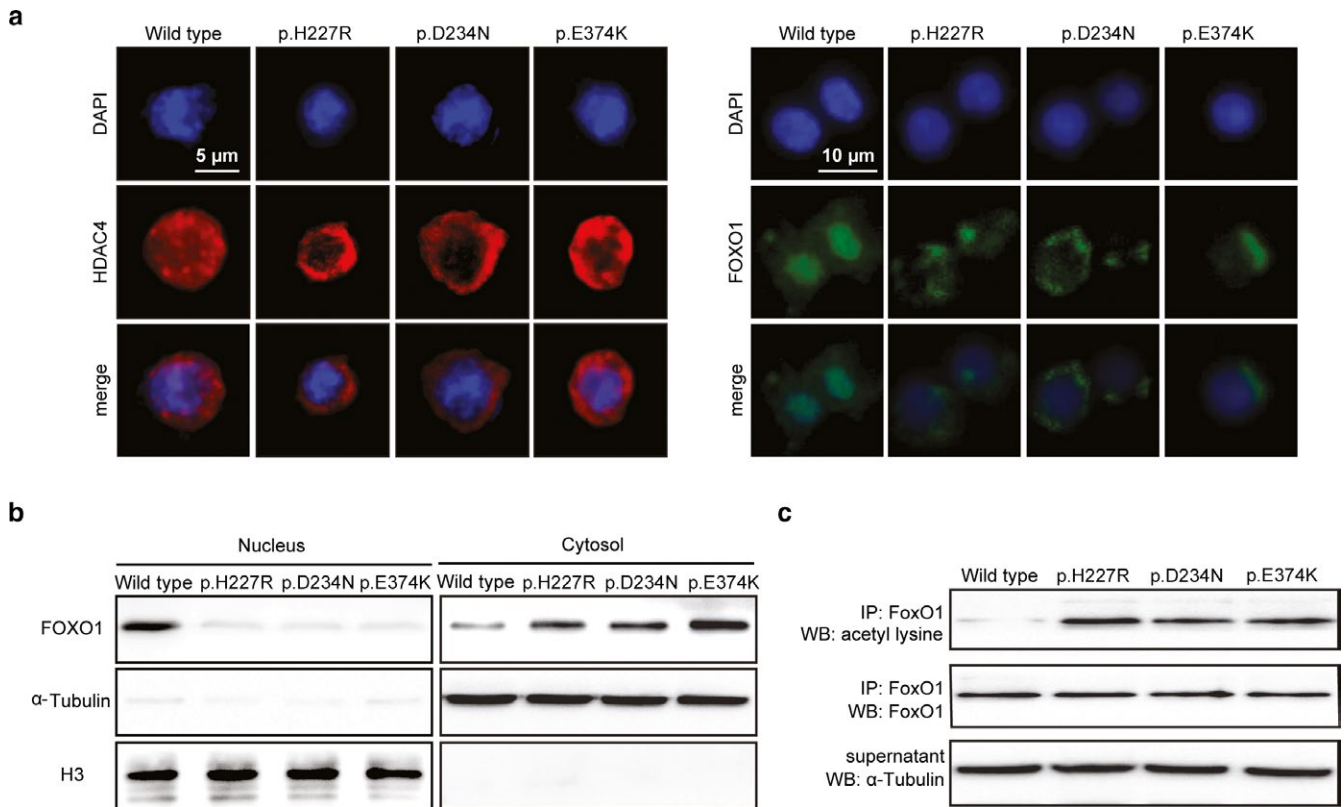 a
Wild type p.H227R p.D234N p.E374K
DAPI
5 µm
HDAC4
merge
Wild type p.H227R p.D234N p.E374K
DAPI
10 µm
FOXO1
merge
b
Nucleus
Cytosol
Wild type p.H227R p.D234N p.E374K
Wild type p.H227R p.D234N p.E374K
FOXO1
α-Tubulin
H3
c
Wild type p.H227R p.D234N p.E374K
IP: FoxO1
WB: acetyl lysine
IP: FoxO1
WB: FoxO1
supernatant
WB: α-Tubulin